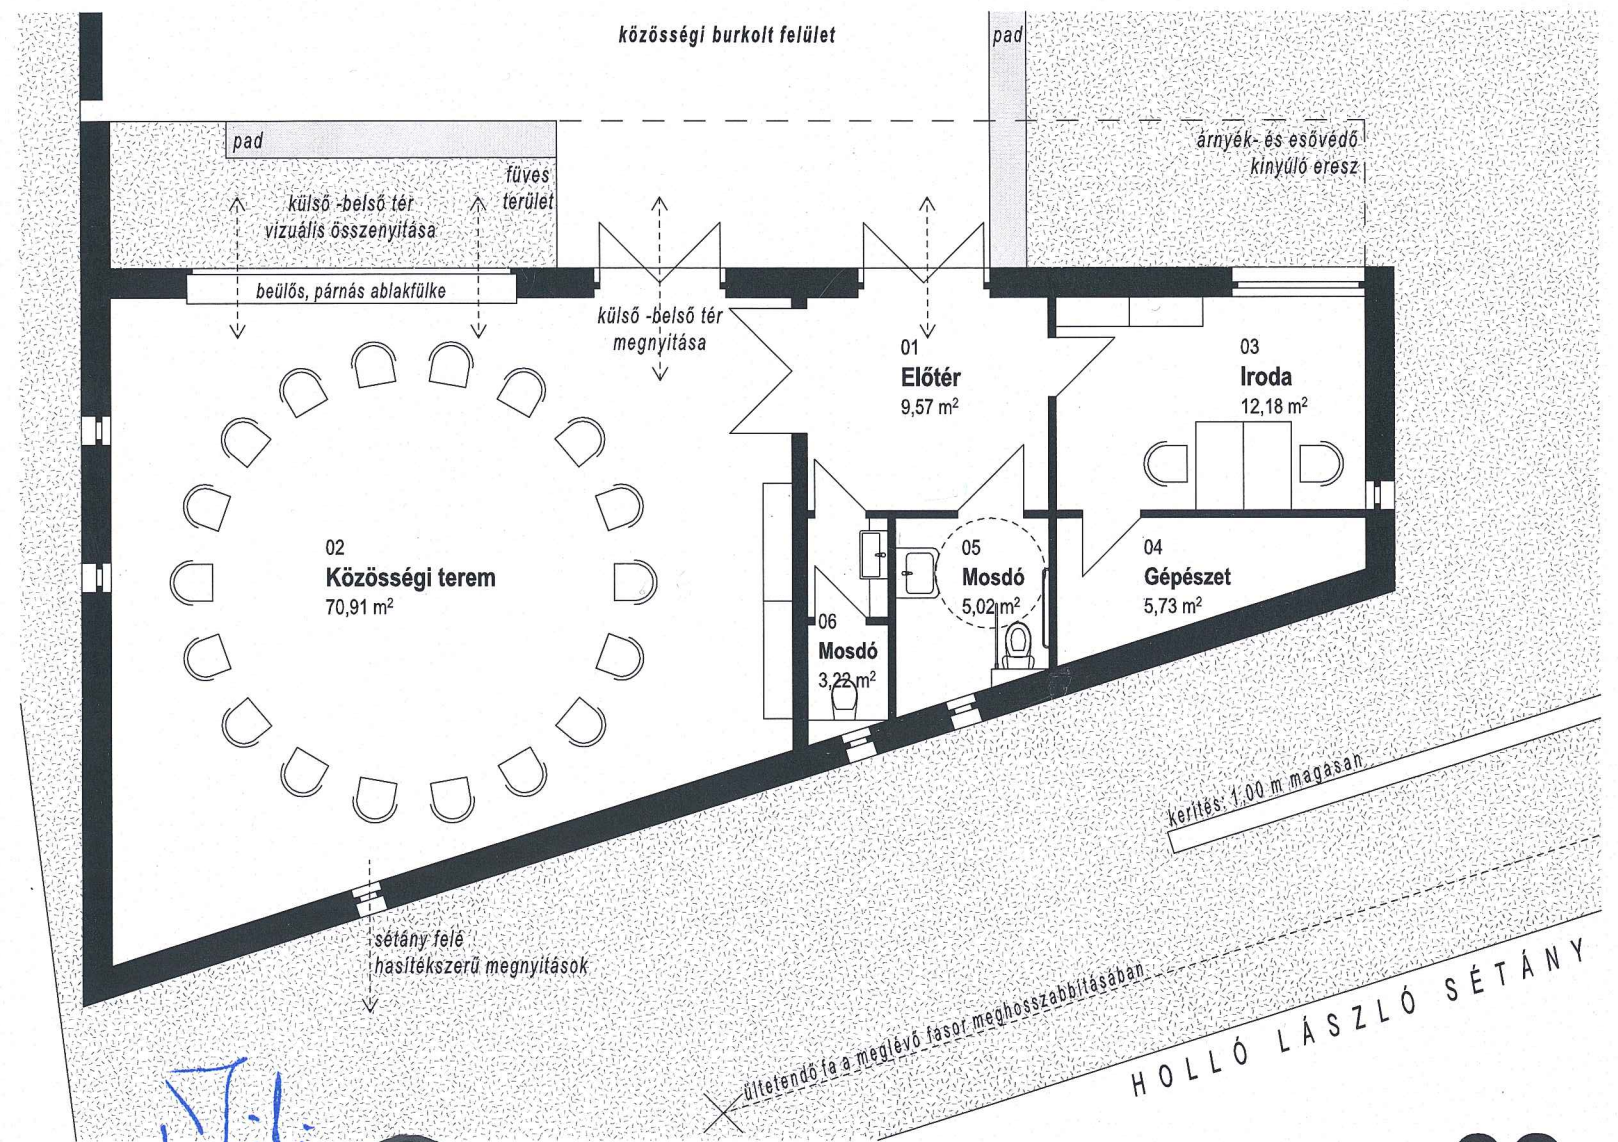 közösségi burkolt felület
pad
pad
árnyék- és esővédő
kinyúló eresz
füves
terület
külső -belső tér
vizuális összenyitása
beülős, párnás ablakfülke
külső -belső tér
megnyitása
01
Előtér
9,57 m²
03
Iroda
12,18 m²
02
Közösségi terem
70,91 m²
05
Mosdó
5,02 m²
04
Gépészet
5,73 m²
06
Mosdó
3,22 m²
kerítés: 1,00 m magasan
sétány felé
hasítékszerű megnyitások
ültetendő fa a meglévő fasor meghosszabbításában
HOLLÓ LÁSZLÓ SÉTÁNY